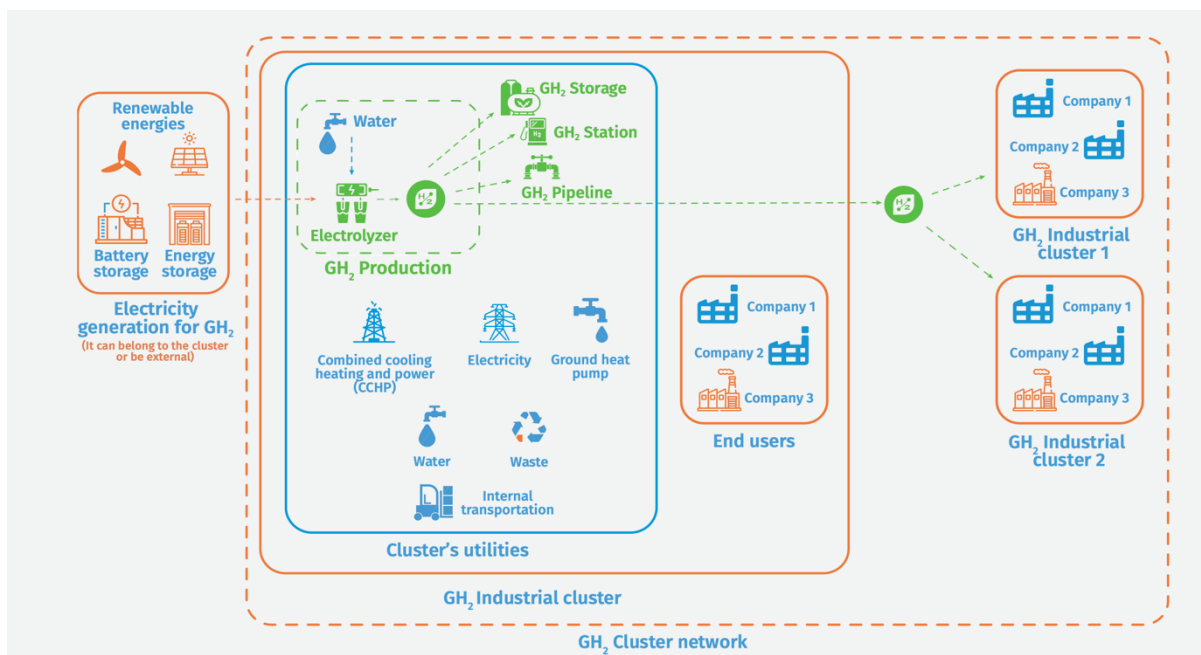 Renewable
energies
Battery
storage
Energy
storage
Electricity
generation for GH₂
(It can belong to the cluster
or be external)
Water
Electrolyzer
H/2
GH₂ Production
GH₂ Storage
H2
GH₂ Station
GH₂ Pipeline
Combined cooling
heating and power
(CCHP)
Electricity
Ground heat
pump
Water
Waste
Internal
transportation
Cluster's utilities
Company 1
Company 2
Company 3
End users
GH₂ Industrial cluster
H/2
Company 1
Company 2
Company 3
GH₂ Industrial
cluster 1
Company 1
Company 2
Company 3
GH₂ Industrial
cluster 2
GH₂ Cluster network